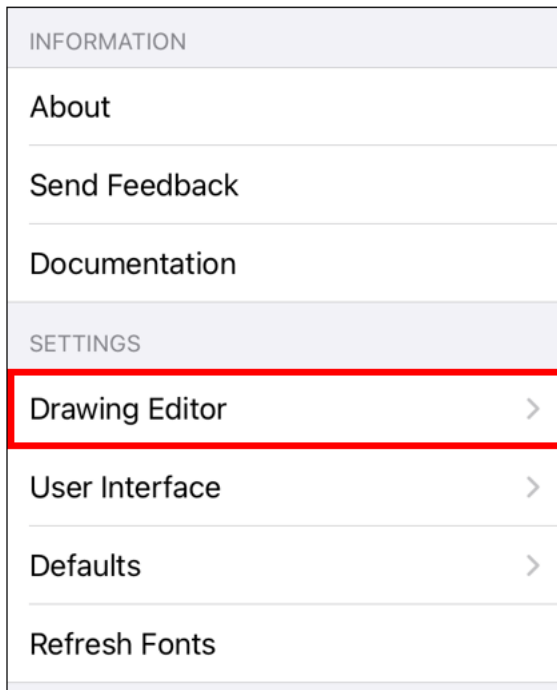 INFORMATION
About
Send Feedback
Documentation
SETTINGS
Drawing Editor
User Interface
Defaults
Refresh Fonts